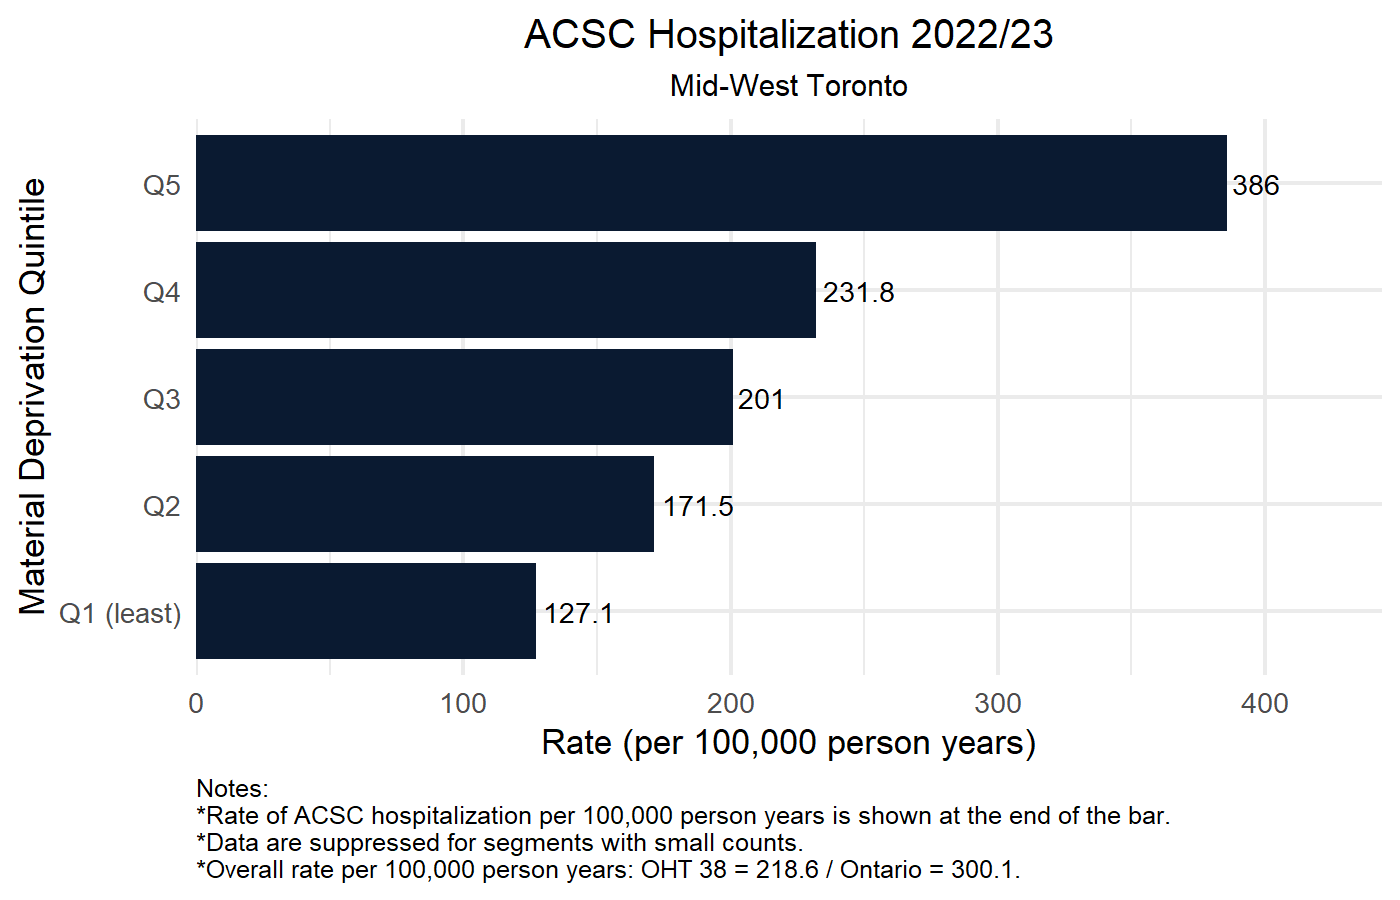 ACSC Hospitalization 2022/23
Mid-West Toronto
Material Deprivation Quintile
Q5
386
Q4
231.8
Q3
201
Q2
171.5
Q1 (least)
127.1
0 100 200 300 400
Rate (per 100,000 person years)
Notes:
*Rate of ACSC hospitalization per 100,000 person years is shown at the end of the bar.
*Data are suppressed for segments with small counts.
*Overall rate per 100,000 person years: OHT 38 = 218.6 / Ontario = 300.1.